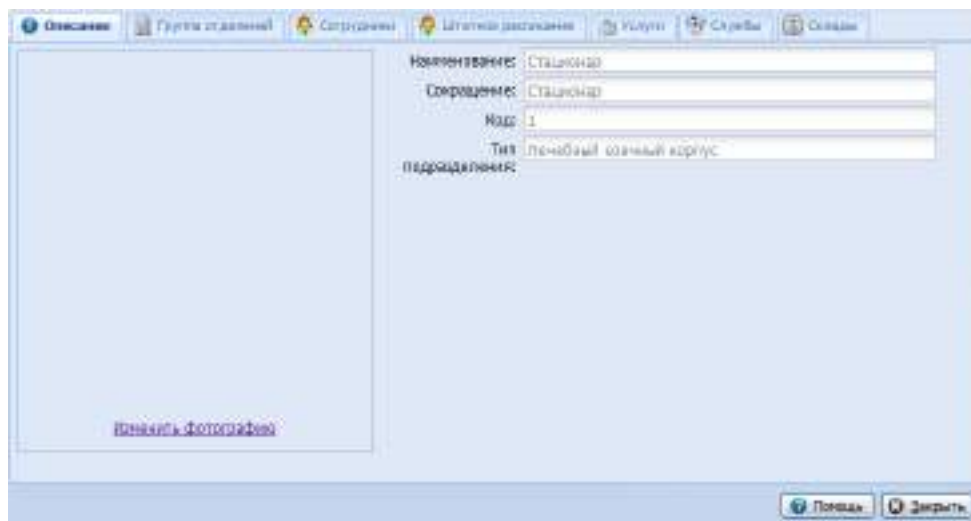 Описание Группа отделений Сотрудники Штатное расписание Услуги Службы Склады
Наименование: Стационар
Сокращение: Стационар
Код: 1
Тип Лечебный коечный корпус
подразделения:
Изменить фотографию
Помощь Закрыть